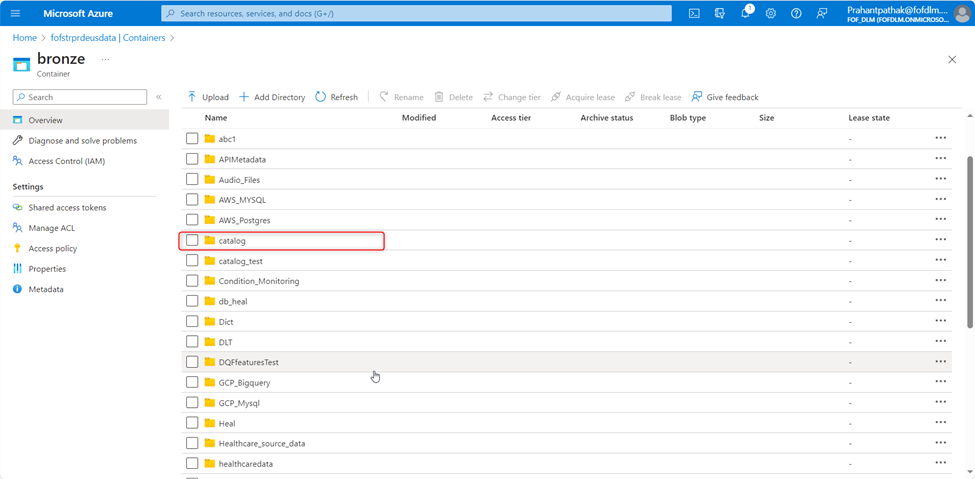 Microsoft Azure
Search resources, services, and docs (G+/)
1
Prahantpathak@fofdlm....
FOF_DLM (FOFDLM.ONMICROSO...
Home > fofstrprdeusdata | Containers >
bronze ...
Container
Search
«
Upload
Add Directory
Refresh
Rename
Delete
Change tier
Acquire lease
Break lease
Give feedback
Overview
Diagnose and solve problems
Access Control (IAM)
Settings
Shared access tokens
Manage ACL
Access policy
Properties
Metadata
Name Modified Access tier Archive status Blob type Size Lease state
abc1 - ...
APIMetadata - ...
Audio_Files - ...
AWS_MYSQL - ...
AWS_Postgres - ...
catalog - ...
catalog_test - ...
Condition_Monitoring - ...
db_heal - ...
Dict - ...
DLT - ...
DQFfeaturesTest - ...
GCP_Bigquery - ...
GCP_Mysql - ...
Heal - ...
Healthcare_source_data - ...
healthcaredata - ...